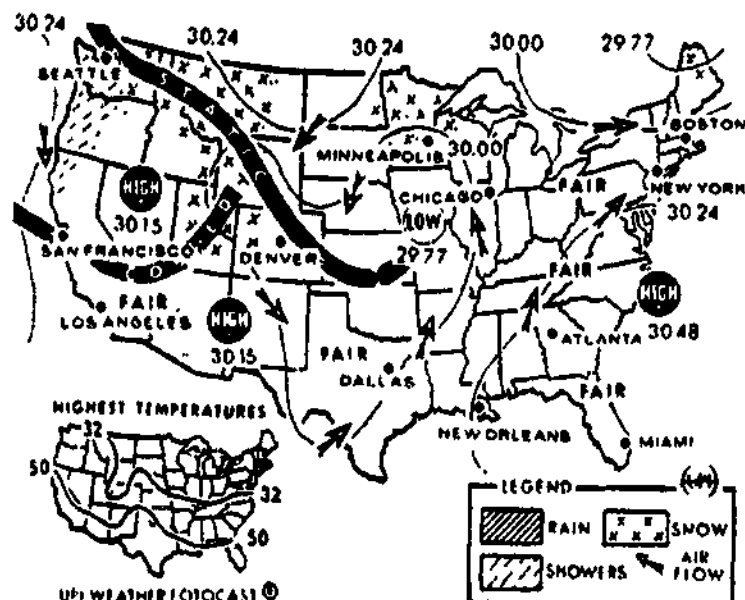 30.24
30.24
30.24
30.00
29.77
SEATTLE
BOSTON
MINNEAPOLIS
30.00
HIGH
CHICAGO
FAIR
NEW YORK
30.15
LOW
30.24
SAN FRANCISCO
DENVER
29.77
FAIR
HIGH
FAIR
LOS ANGELES
HIGH
ATLANTA
30.48
30.15
FAIR
DALLAS
FAIR
HIGHEST TEMPERATURES
NEW ORLEANS
MIAMI
32
50
32
50
LEGEND
RAIN
SNOW
SHOWERS
AIR
FLOW
UPI WEATHER FOTOCAST ®